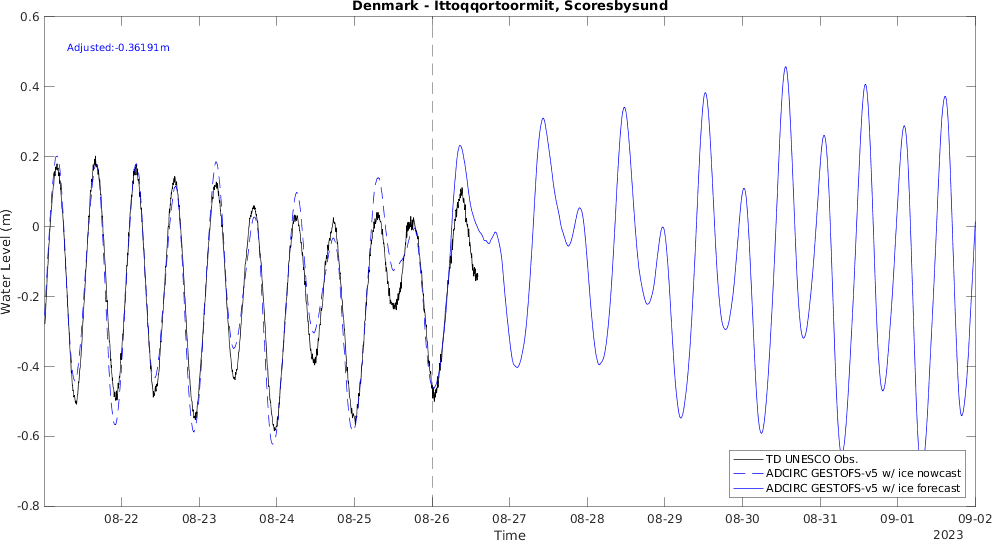 Denmark - Ittoqqortoormiit, Scoresbysund
Adjusted:-0.36191m
Water Level (m)
0.6
0.4
0.2
0
-0.2
-0.4
-0.6
-0.8
TD UNESCO Obs.
ADCIRC GESTOFS-v5 w/ ice nowcast
ADCIRC GESTOFS-v5 w/ ice forecast
08-22 08-23 08-24 08-25 08-26 08-27 08-28 08-29 08-30 08-31 09-01 09-02
Time
2023